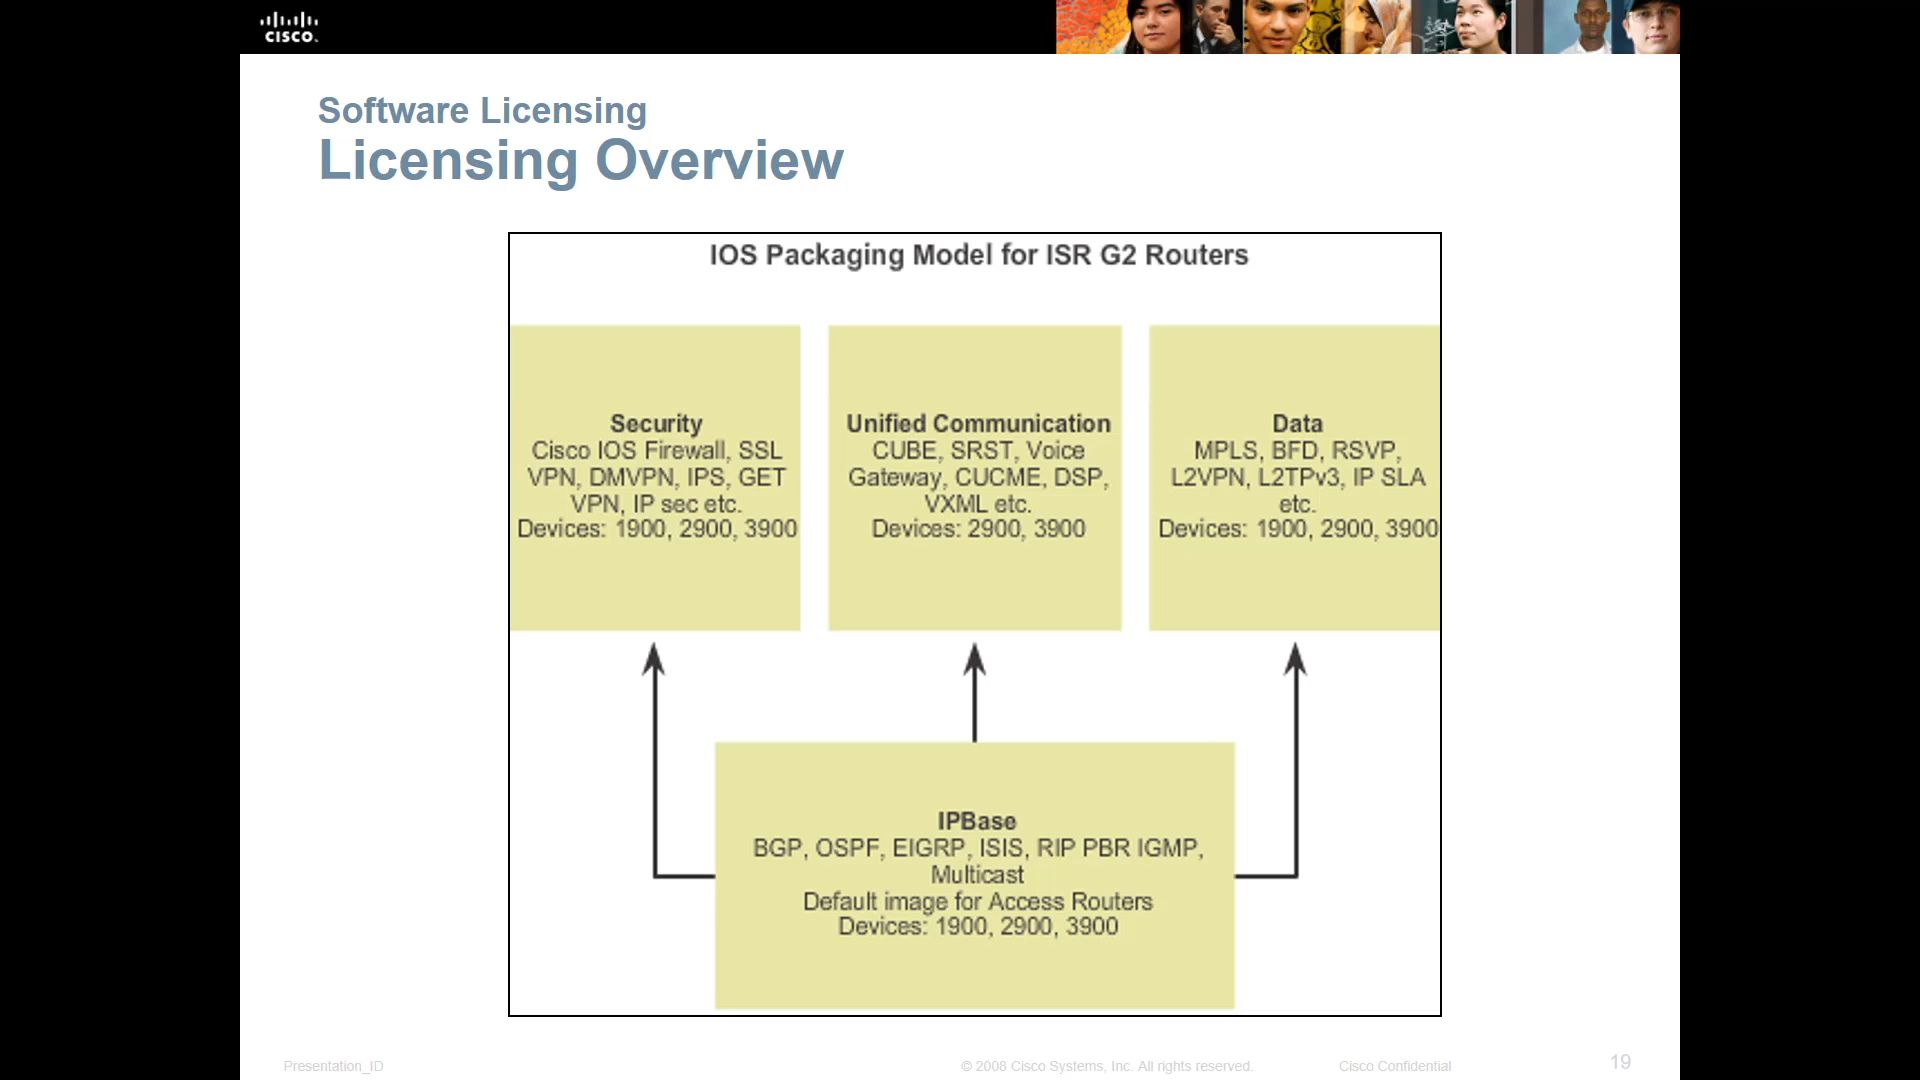 CISCO.
Software Licensing
Licensing Overview
IOS Packaging Model for ISR G2 Routers
Security
Cisco IOS Firewall, SSL
VPN, DMVPN, IPS, GET
VPN, IP sec etc.
Devices: 1900, 2900, 3900
Unified Communication
CUBE, SRST, Voice
Gateway, CUCME, DSP,
VXML etc.
Devices: 2900, 3900
Data
MPLS, BFD, RSVP,
L2VPN, L2TPv3, IP SLA
etc.
Devices: 1900, 2900, 3900
IPBase
BGP, OSPF, EIGRP, ISIS, RIP PBR IGMP,
Multicast
Default image for Access Routers
Devices: 1900, 2900, 3900
Presentation_ID
© 2008 Cisco Systems, Inc. All rights reserved.
Cisco Confidential
19